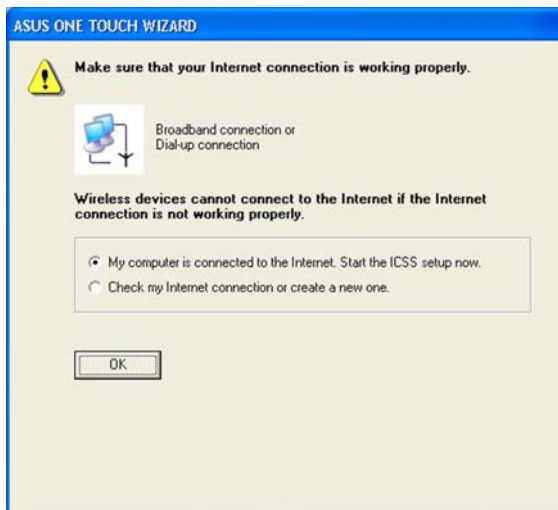 ASUS ONE TOUCH WIZARD
Make sure that your Internet connection is working properly.
Broadband connection or
Dial-up connection
Wireless devices cannot connect to the Internet if the Internet
connection is not working properly.
My computer is connected to the Internet. Start the ICSS setup now.
Check my Internet connection or create a new one.
OK